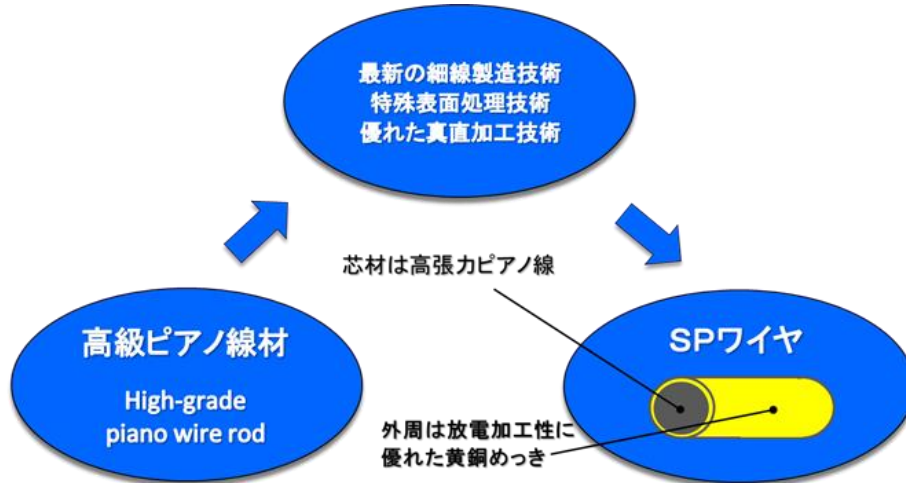 最新の細線製造技術
特殊表面処理技術
優れた真直加工技術
芯材は高張力ピアノ線
高級ピアノ線材
High-grade
piano wire rod
SPワイヤ
外周は放電加工性に
優れた黄銅めっき